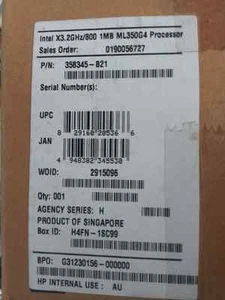 Intel X3.2GHz/800 1MB ML350G4 Processor
Sales Order: 0190056727
P/N: 358345-B21
Serial Number(s):
UPC
8 29160 20536 6
JAN
4 948382 345538
WOID: 2915096
Qty: 001
AGENCY SERIES: H
PRODUCT OF SINGAPORE
Box ID: H4FN-1SC99
BPO: G31230156-000000
HP INTERNAL USE: AU